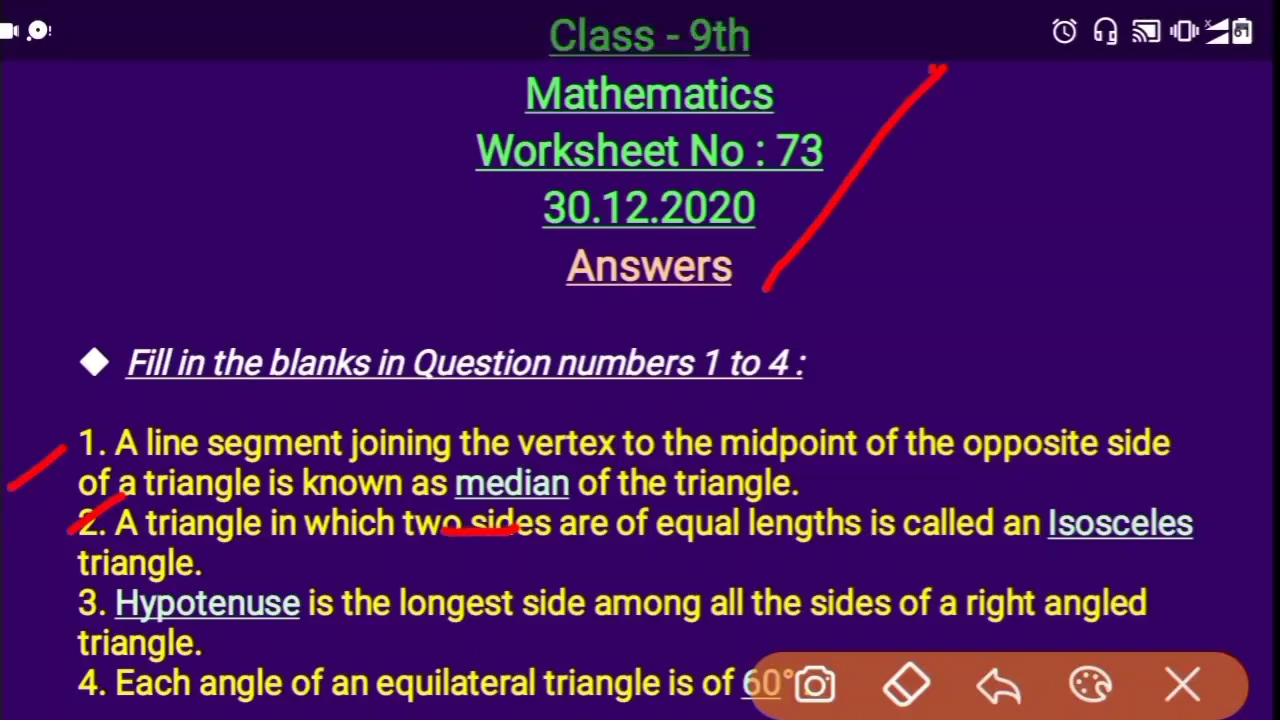 Class - 9th
Mathematics
Worksheet No : 73
30.12.2020
Answers
Fill in the blanks in Question numbers 1 to 4 :
1. A line segment joining the vertex to the midpoint of the opposite side
of a triangle is known as median of the triangle.
2. A triangle in which two sides are of equal lengths is called an Isosceles
triangle.
3. Hypotenuse is the longest side among all the sides of a right angled
triangle.
4. Each angle of an equilateral triangle is of 60°